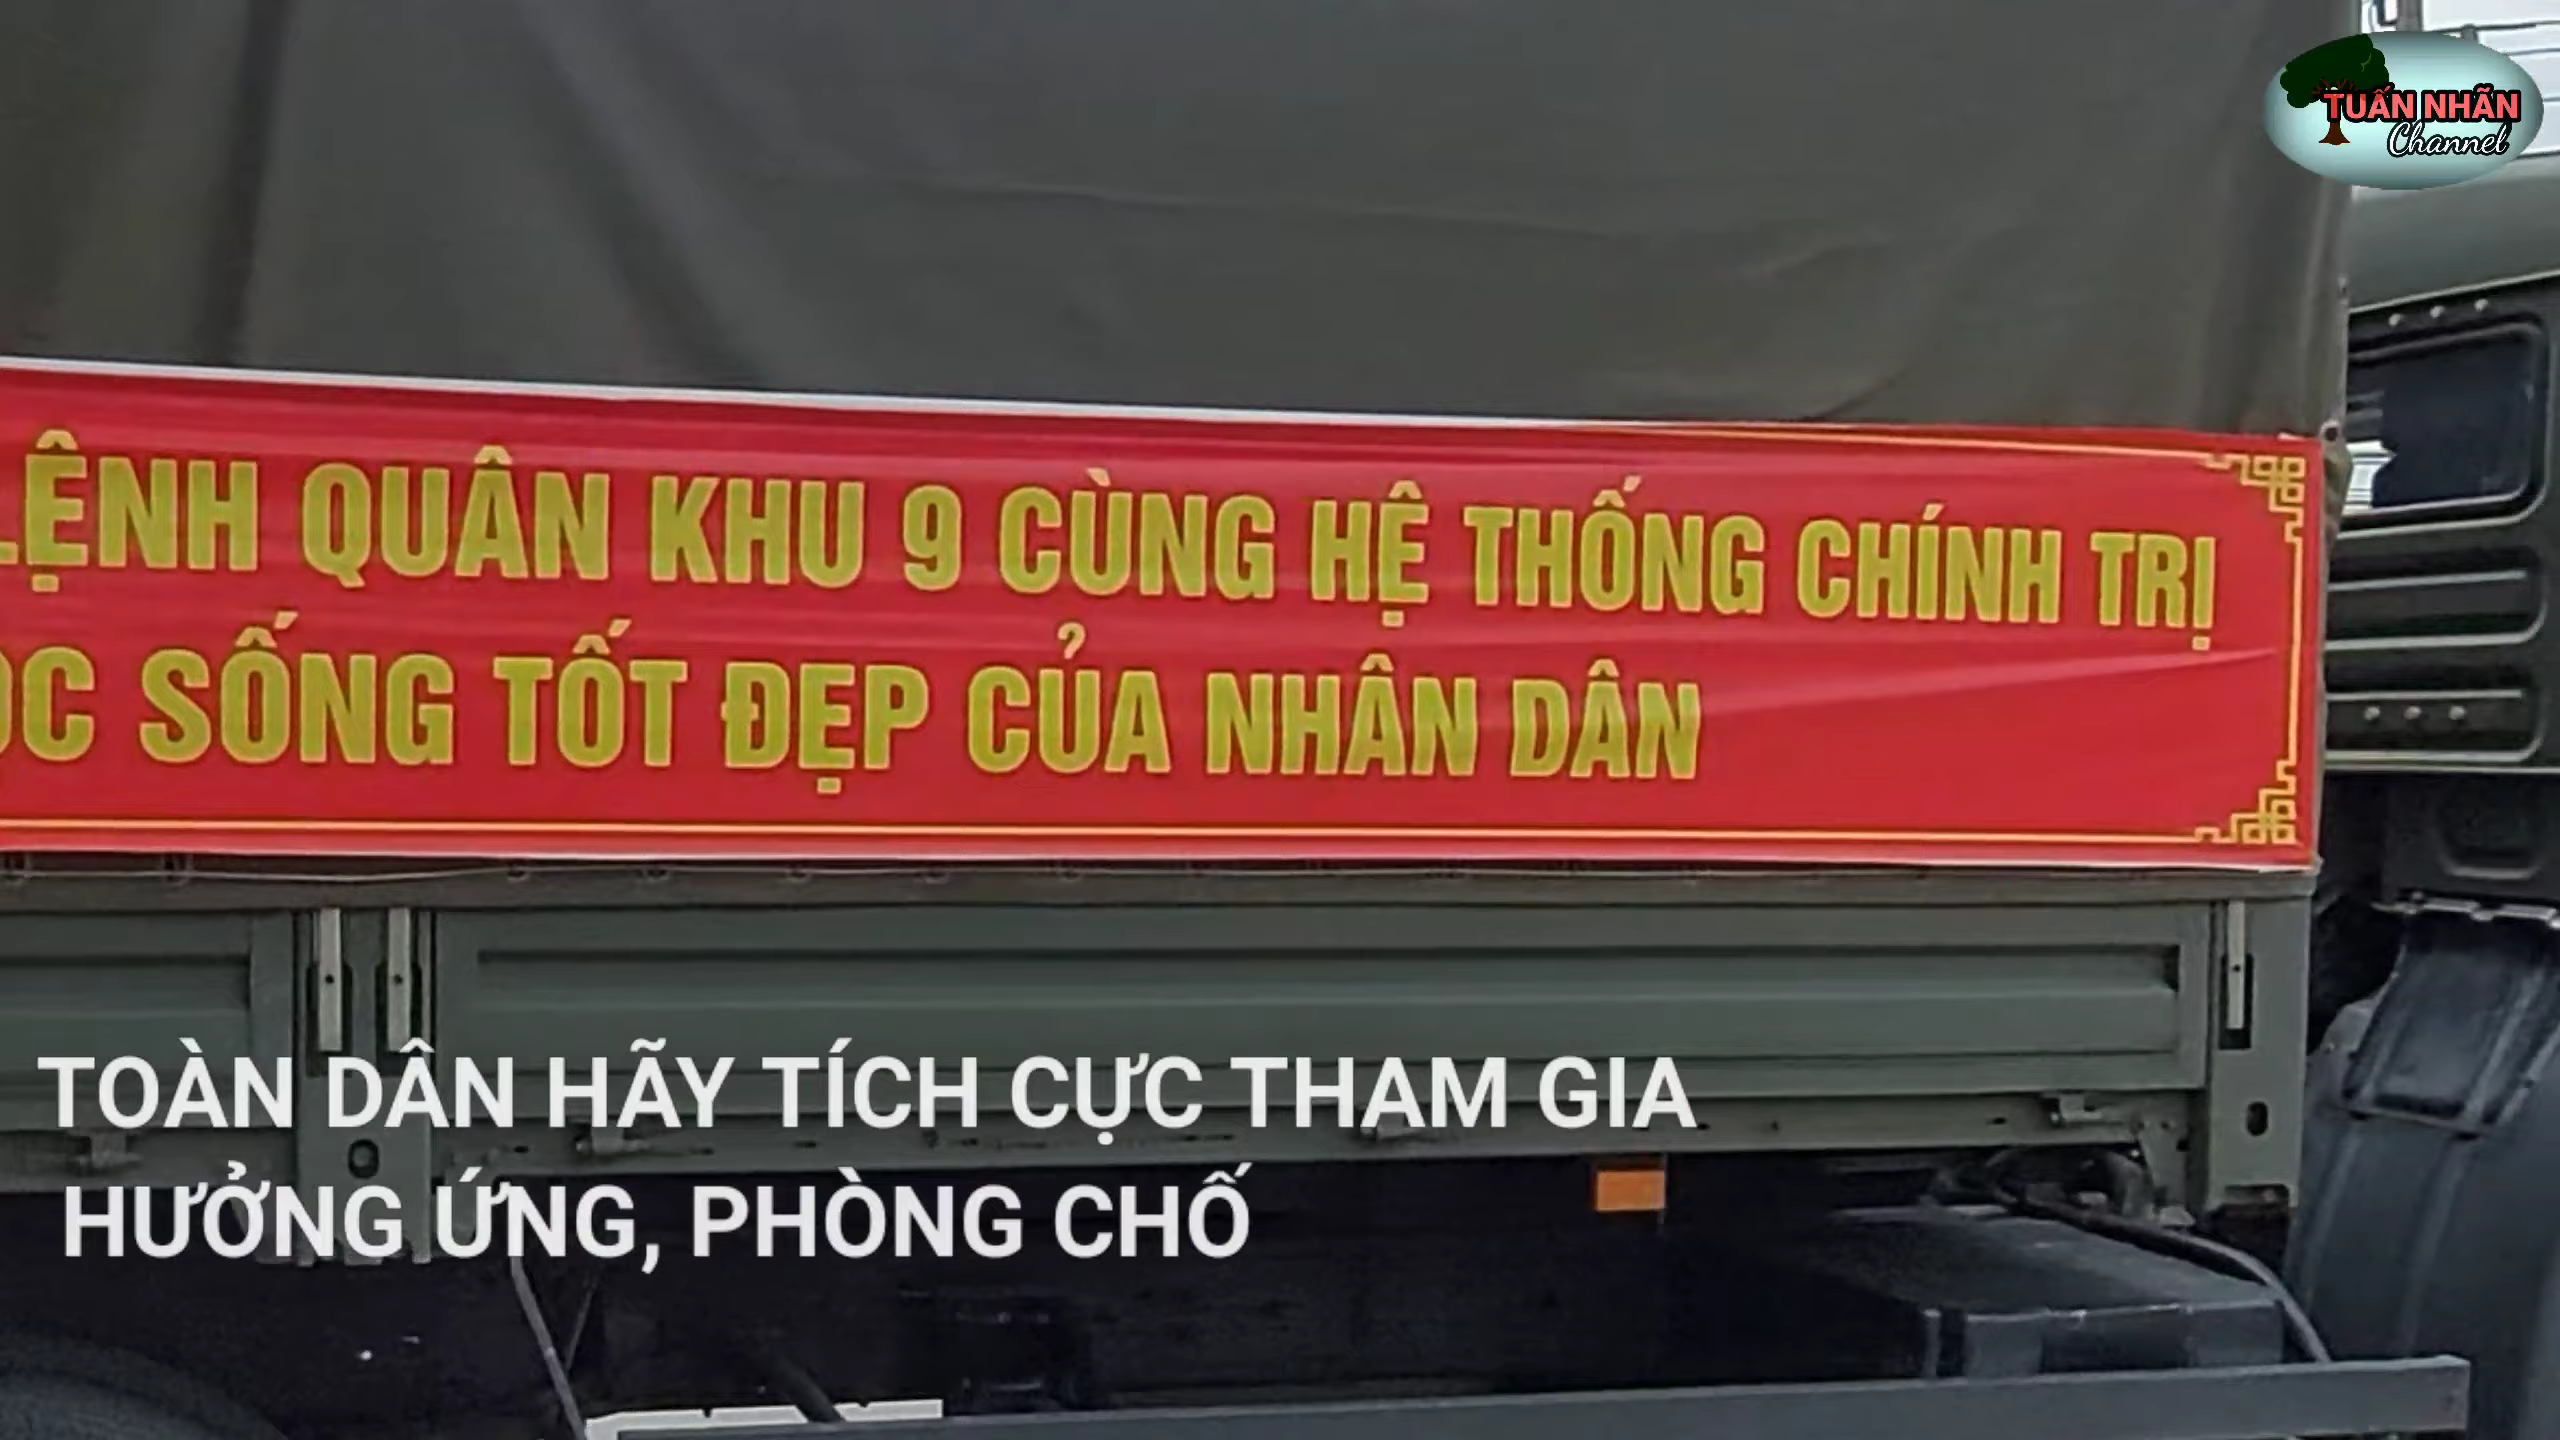 TUẤN NHÃN
Channel
LỆNH QUÂN KHU 9 CÙNG HỆ THỐNG CHÍNH TRỊ
SỐNG TỐT ĐẸP CỦA NHÂN DÂN
TOÀN DÂN HÃY TÍCH CỰC THAM GIA
HƯỞNG ỨNG, PHÒNG CHỐ